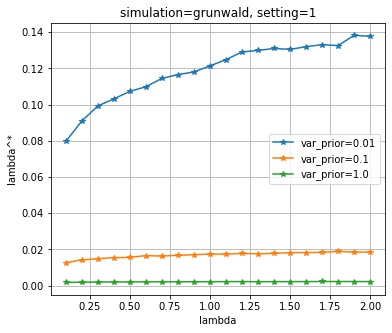 simulation=grunwald, setting=1
lambda^*
0.14
0.12
0.10
0.08
0.06
0.04
0.02
0.00
var_prior=0.01
var_prior=0.1
var_prior=1.0
0.25 0.50 0.75 1.00 1.25 1.50 1.75 2.00
lambda